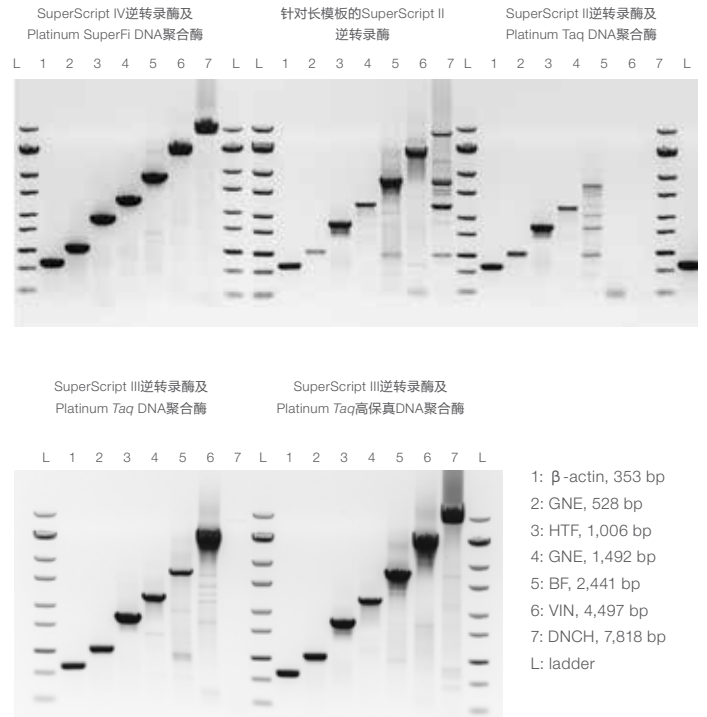 SuperScript IV逆转录酶及
Platinum SuperFi DNA聚合酶
针对长模板的SuperScript II
逆转录酶
SuperScript II逆转录酶及
Platinum Taq DNA聚合酶
L 1 2 3 4 5 6 7 L L 1 2 3 4 5 6 7 L 1 2 3 4 5 6 7 L
SuperScript III逆转录酶及
Platinum Taq DNA聚合酶
SuperScript III逆转录酶及
Platinum Taq高保真DNA聚合酶
L 1 2 3 4 5 6 7 L 1 2 3 4 5 6 7 L
1: β-actin, 353 bp
2: GNE, 528 bp
3: HTF, 1,006 bp
4: GNE, 1,492 bp
5: BF, 2,441 bp
6: VIN, 4,497 bp
7: DNCH, 7,818 bp
L: ladder